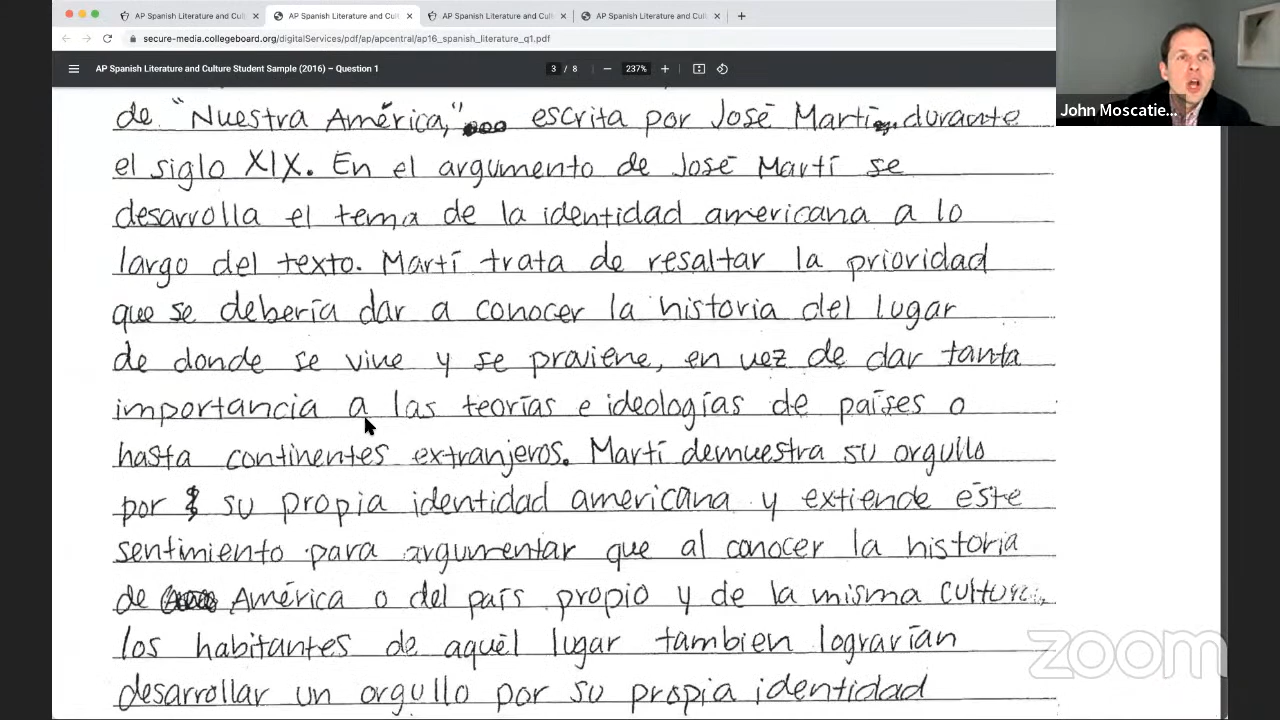 AP Spanish Literature and Cultu
AP Spanish Literature and Cult
AP Spanish Literature and Cult
AP Spanish Literature and Cult
secure-media.collegeboard.org/digitalServices/pdf/ap/apcentral/ap16_spanish_literature_q1.pdf
AP Spanish Literature and Culture Student Sample (2016) – Question 1
3 / 8
237%
John Moscatie...
de "Nuestra América," escrita por José Martí durante
el siglo XIX. En el argumento de José Martí se
desarrolla el tema de la identidad americana a lo
largo del texto. Martí trata de resaltar la prioridad
que se debería dar a conocer la historia del lugar
de donde se vive y se proviene, en vez de dar tanta
importancia a las teorías e ideologías de países o
hasta continentes extranjeros. Martí demuestra su orgullo
por su propia identidad americana y extiende éste
sentimiento para argumentar que al conocer la historia
de América o del país propio y de la misma cultura,
los habitantes de aquél lugar tambien lograrían
desarrollar un orgullo por su propia identidad
zoom